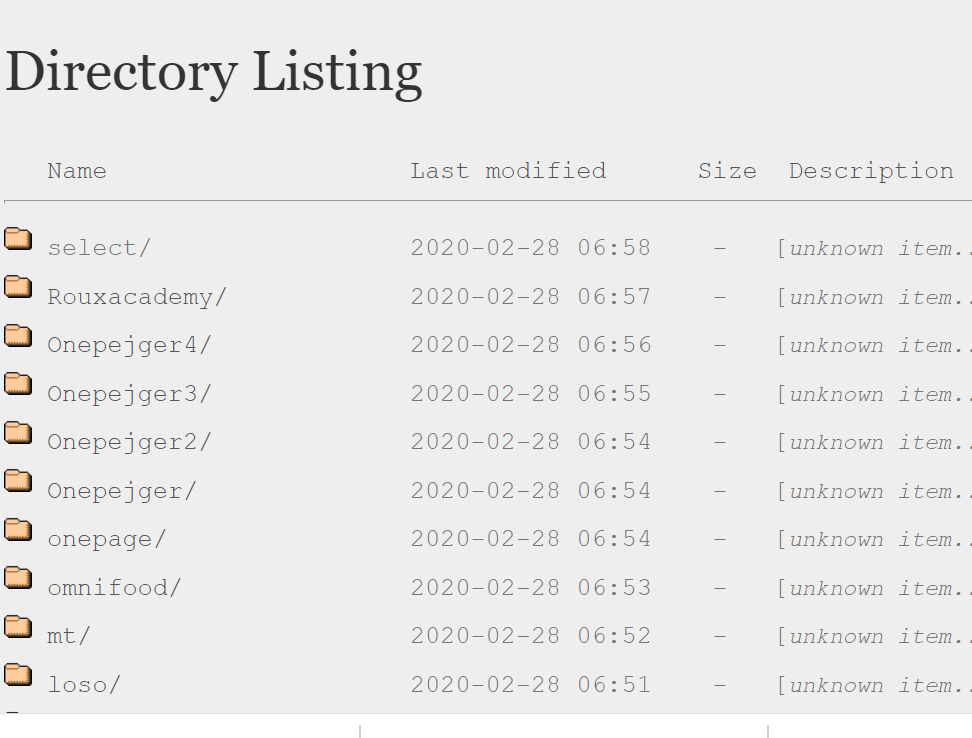 Directory Listing
Name Last modified Size Description
select/ 2020-02-28 06:58 - [unknown item..
Rouxacademy/ 2020-02-28 06:57 - [unknown item..
Onepejger4/ 2020-02-28 06:56 - [unknown item..
Onepejger3/ 2020-02-28 06:55 - [unknown item..
Onepejger2/ 2020-02-28 06:54 - [unknown item..
Onepejger/ 2020-02-28 06:54 - [unknown item..
onepage/ 2020-02-28 06:54 - [unknown item..
omnifood/ 2020-02-28 06:53 - [unknown item..
mt/ 2020-02-28 06:52 - [unknown item..
loso/ 2020-02-28 06:51 - [unknown item..